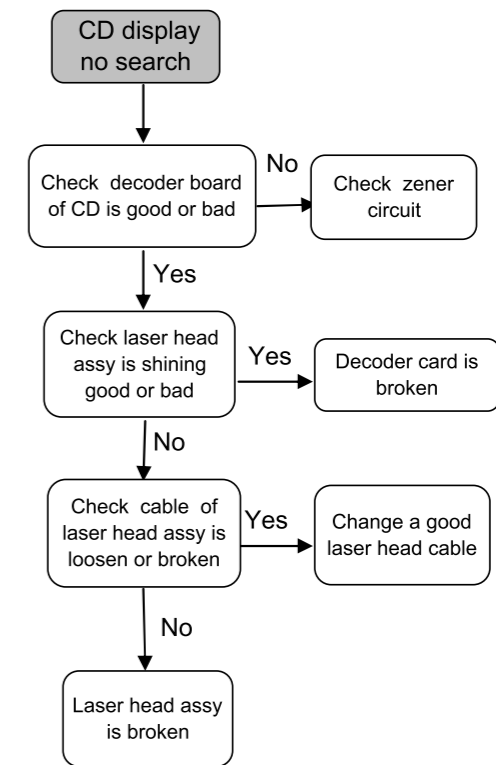 CD display
no search
Check decoder board
of CD is good or bad
No
Check zener
circuit
Yes
Check laser head
assy is shining
good or bad
Yes
Decoder card is
broken
No
Check cable of
laser head assy is
loosen or broken
Yes
Change a good
laser head cable
No
Laser head assy
is broken